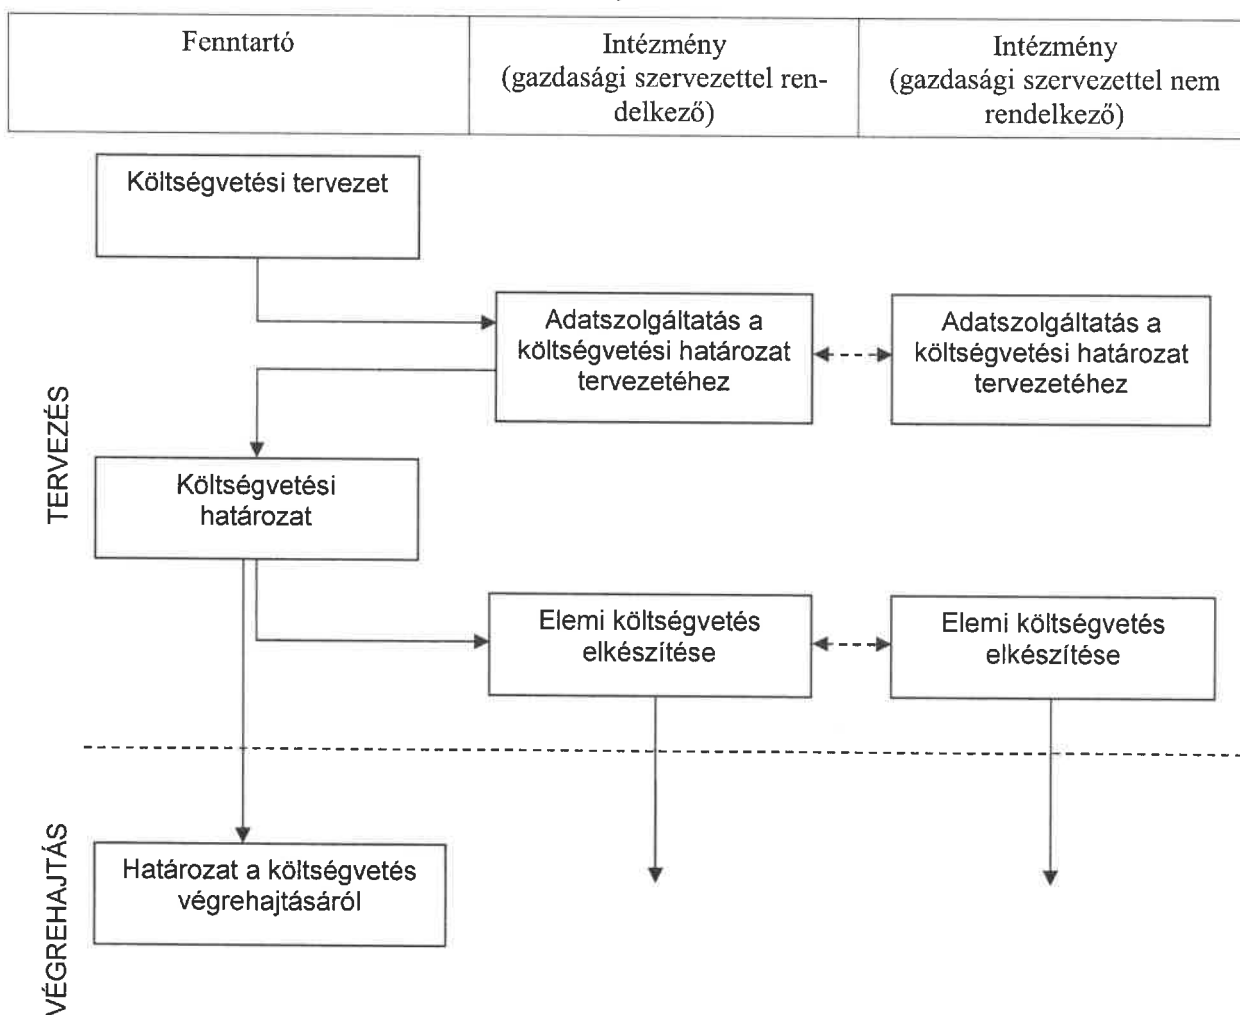 Fenntartó
Intézmény
(gazdasági szervezettel ren-
delkező)
Intézmény
(gazdasági szervezettel nem
rendelkező)
Költségvetési tervezet
Adatszolgáltatás a
költségvetési határozat
tervezetéhez
Adatszolgáltatás a
költségvetési határozat
tervezetéhez
TERVEZÉS
Költségvetési
határozat
Elemi költségvetés
elkészítése
Elemi költségvetés
elkészítése
VÉGREHAJTÁS
Határozat a költségvetés
végrehajtásáról